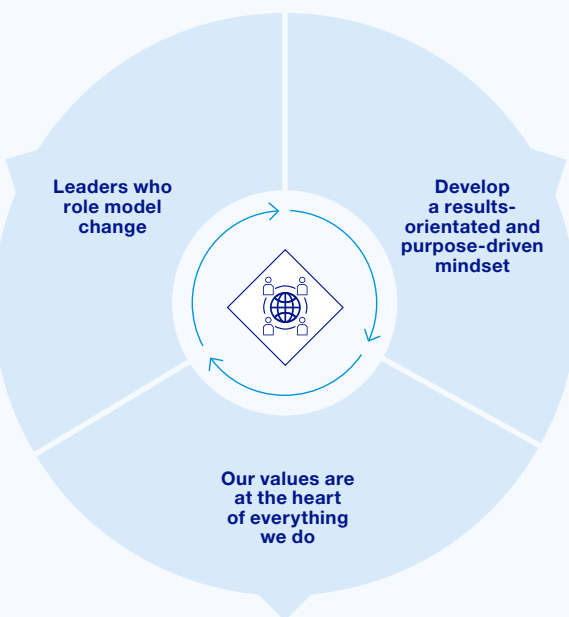 Leaders who
role model
change
Develop
a results-
orientated and
purpose-driven
mindset
Our values are
at the heart
of everything
we do